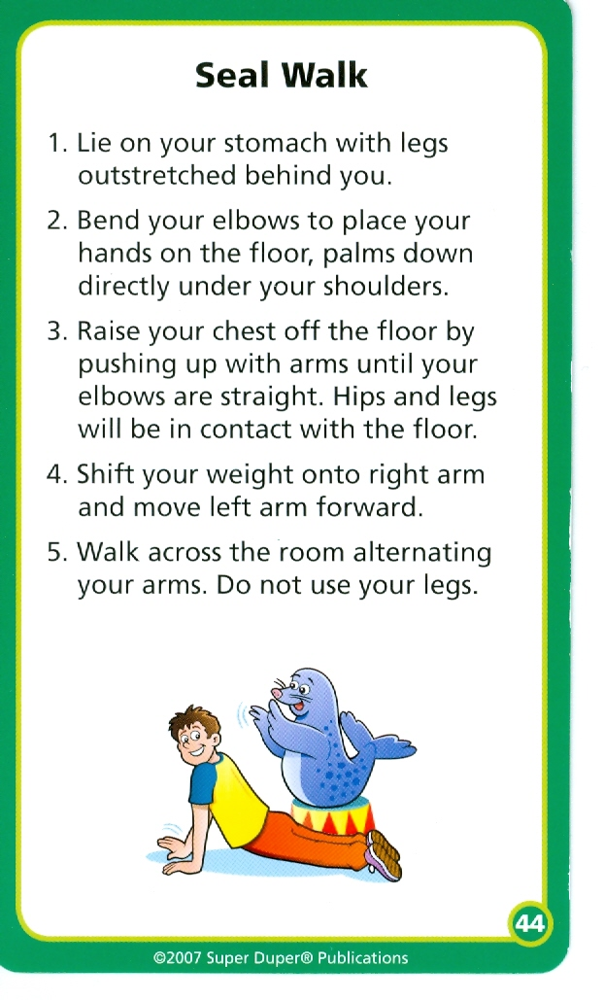 Seal Walk
1. Lie on your stomach with legs
outstretched behind you.
2. Bend your elbows to place your
hands on the floor, palms down
directly under your shoulders.
3. Raise your chest off the floor by
pushing up with arms until your
elbows are straight. Hips and legs
will be in contact with the floor.
4. Shift your weight onto right arm
and move left arm forward.
5. Walk across the room alternating
your arms. Do not use your legs.
44
©2007 Super Duper® Publications